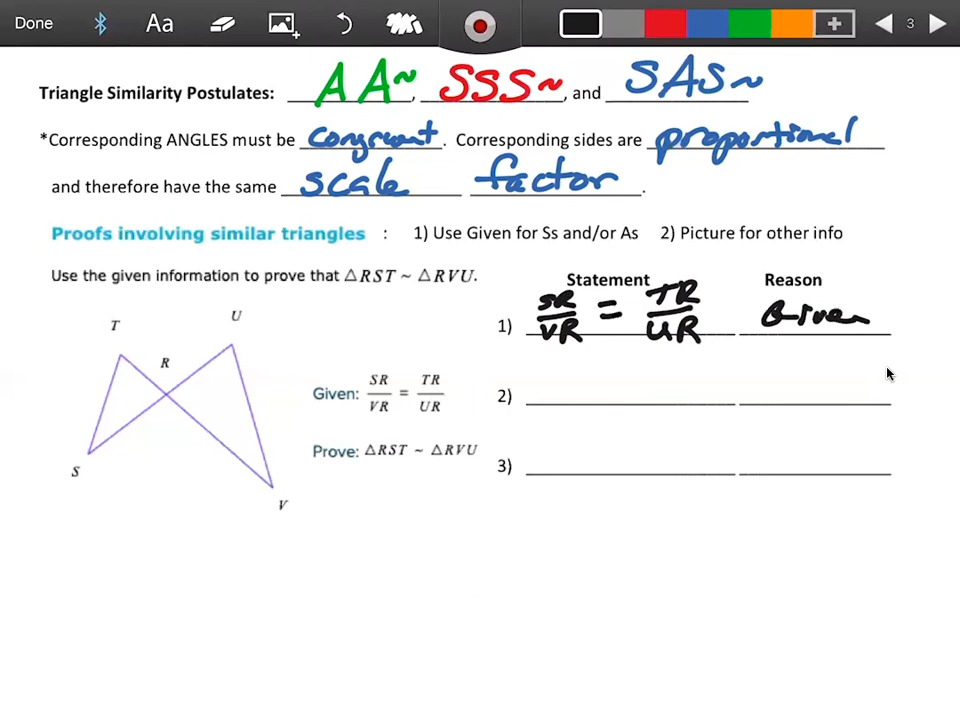 Done Aa 3
Triangle Similarity Postulates: AA~, SSS~, and SAS~
*Corresponding ANGLES must be congruent. Corresponding sides are proportional
and therefore have the same scale factor.
Proofs involving similar triangles : 1) Use Given for Ss and/or As 2) Picture for other info
Use the given information to prove that △RST ~ △RVU.
Statement Reason
1) SR/VR = TR/UR Given
T U R S V
Given: SR/VR = TR/UR
Prove: △RST ~ △RVU
2)
3)